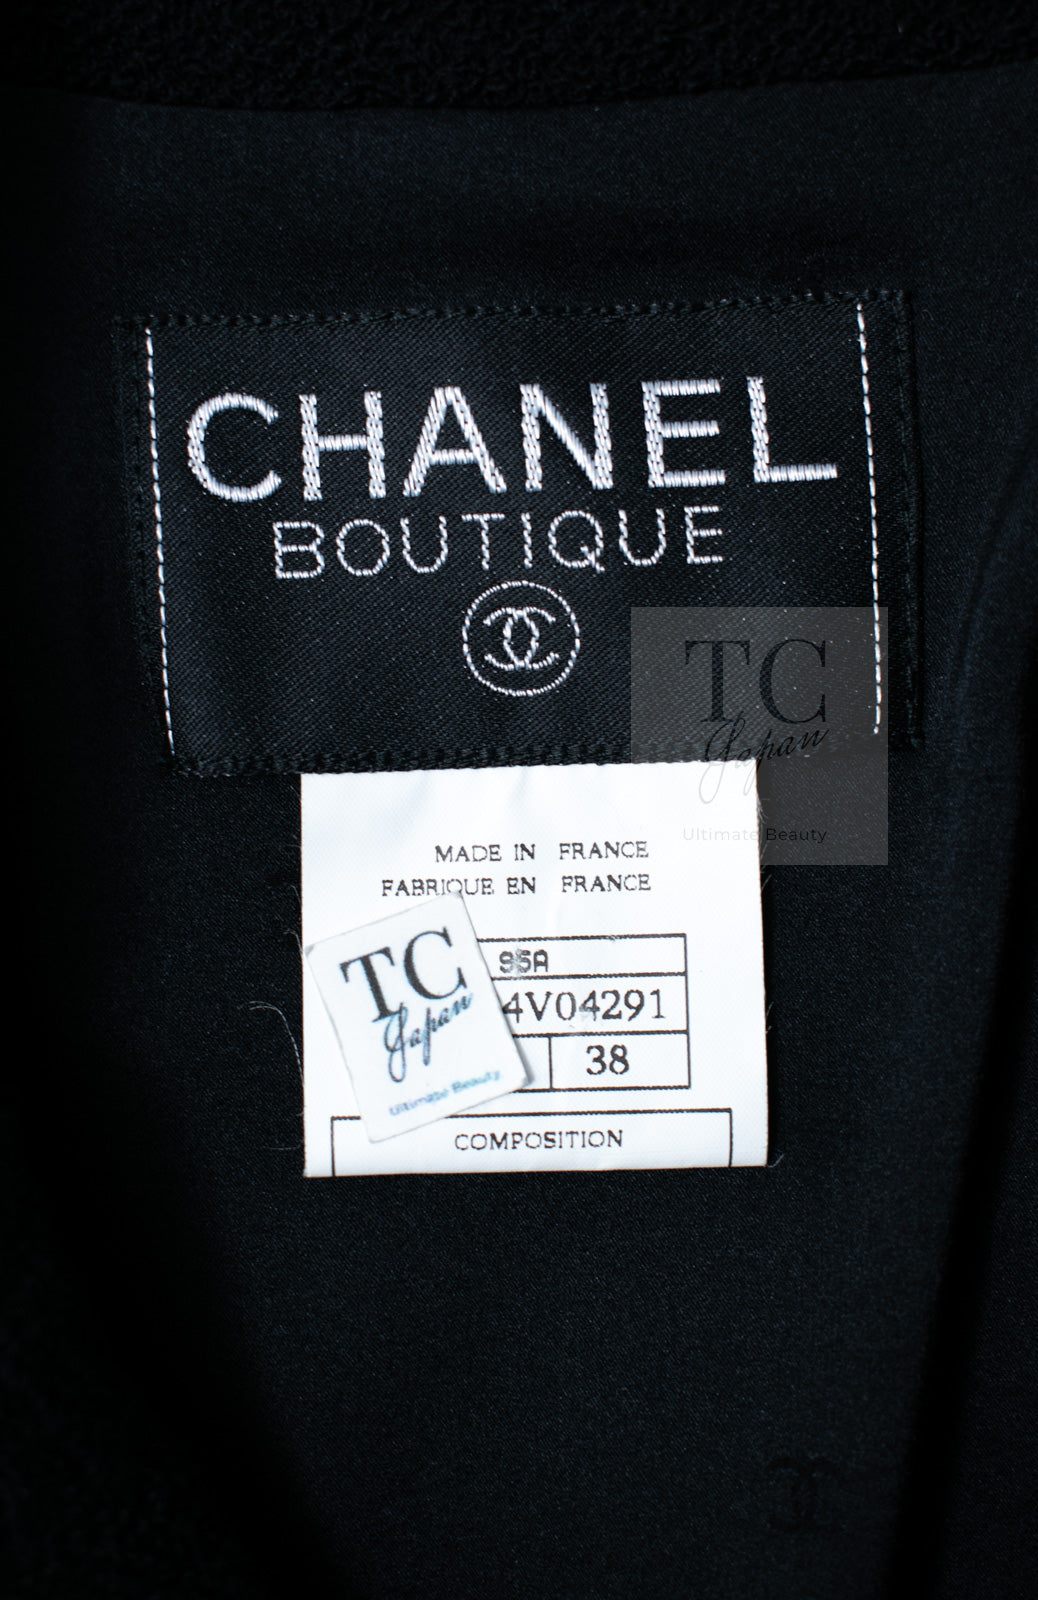 CHANEL
BOUTIQUE
TC
Japan
Ultimate Beauty
MADE IN FRANCE
FABRIQUE EN FRANCE
TC
Japan
Ultimate Beauty
95A
4V04291
38
COMPOSITION